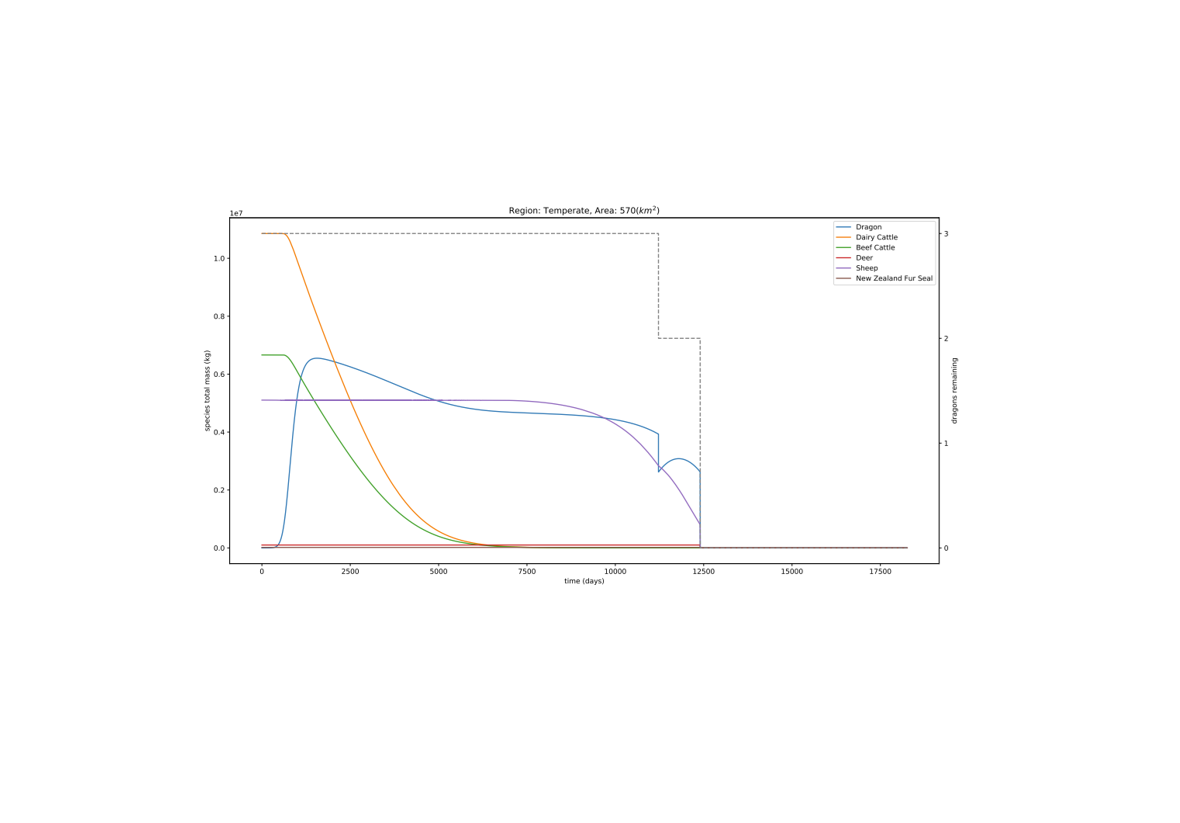 Region: Temperate, Area: 570(km²)
1e7
1.0
0.8
0.6
0.4
0.2
0.0
species total mass (kg)
Dragon
Dairy Cattle
Beef Cattle
Deer
Sheep
New Zealand Fur Seal
3
2
1
0
dragons remaining
0 2500 5000 7500 10000 12500 15000 17500
time (days)